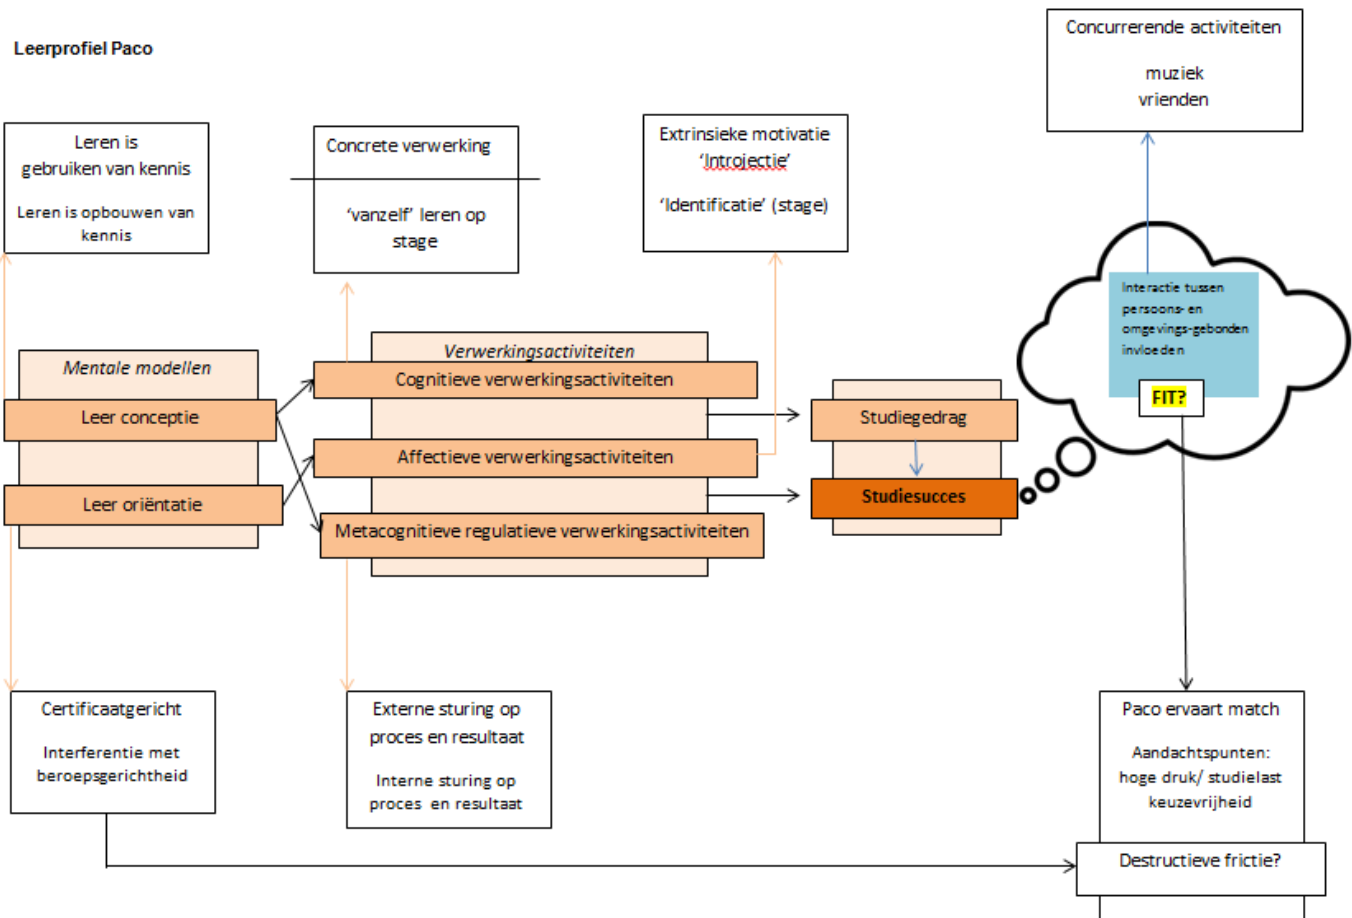 Leerprofiel Paco
Concurrerende activiteiten
muziek
vrienden
Leren is
gebruiken van kennis
Leren is opbouwen van
kennis
Concrete verwerking
‘vanzelf’ leren op
stage
Extrinsieke motivatie
‘Introjectie’
‘Identificatie’ (stage)
Interactie tussen
persoons- en
omgevings-gebonden
invloeden
FIT?
Mentale modellen
Leer conceptie
Leer oriëntatie
Verwerkingsactiviteiten
Cognitieve verwerkingsactiviteiten
Affectieve verwerkingsactiviteiten
Metacognitieve regulatieve verwerkingsactiviteiten
Studiegedrag
Studiesucces
Certificaatgericht
Interferentie met
beroepsgerichtheid
Externe sturing op
proces en resultaat
Interne sturing op
proces en resultaat
Paco ervaart match
Aandachtspunten:
hoge druk/ studielast
keuzevrijheid
Destructieve frictie?